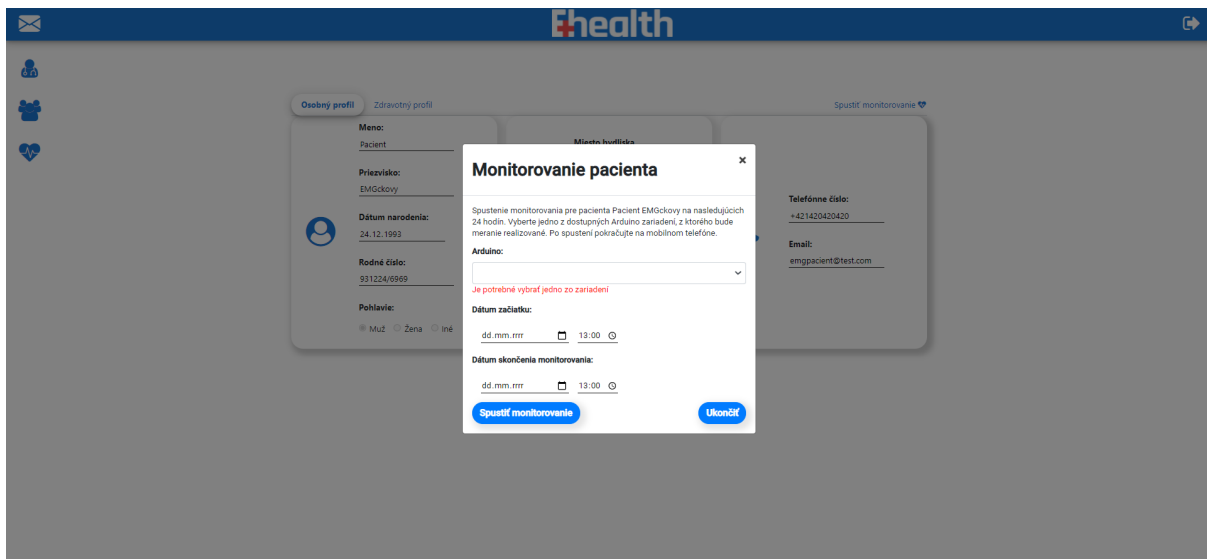 Ehealth
Osobný profil
Zdravotný profil
Spustiť monitorovanie
Meno:
Pacient
Priezvisko:
EMGckovy
Dátum narodenia:
24.12.1993
Rodné číslo:
931224/6969
Pohlavie:
Muž Žena Iné
Miesto bydliska
Monitorovanie pacienta
×
Spustenie monitorovania pre pacienta Pacient EMGckovy na nasledujúcich
24 hodín. Vyberte jedno z dostupných Arduino zariadení, z ktorého bude
meranie realizované. Po spustení pokračujte na mobilnom telefóne.
Arduino:
Je potrebné vybrať jedno zo zariadení
Dátum začiatku:
dd.mm.rrrr 13:00
Dátum skončenia monitorovania:
dd.mm.rrrr 13:00
Spustiť monitorovanie
Ukončiť
Telefónne číslo:
+421420420420
Email:
emgpacient@test.com